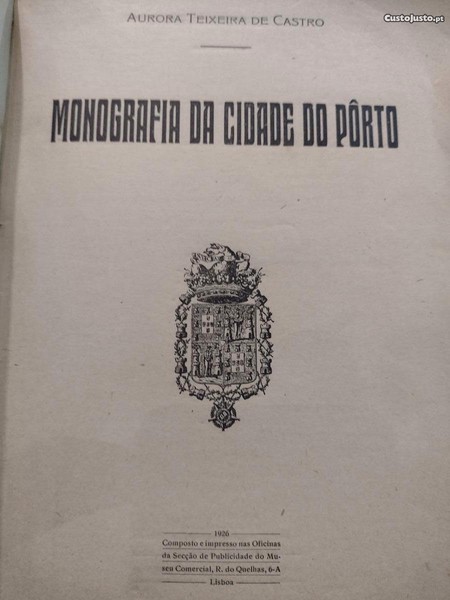 CustoJusto.pt
AURORA TEIXEIRA DE CASTRO
MONOGRAFIA DA CIDADE DO PÔRTO
1926
Composto e impresso nas Oficinas
da Secção de Publicidade do Mu-
seu Comercial, R. do Quelhas, 6-A
Lisboa